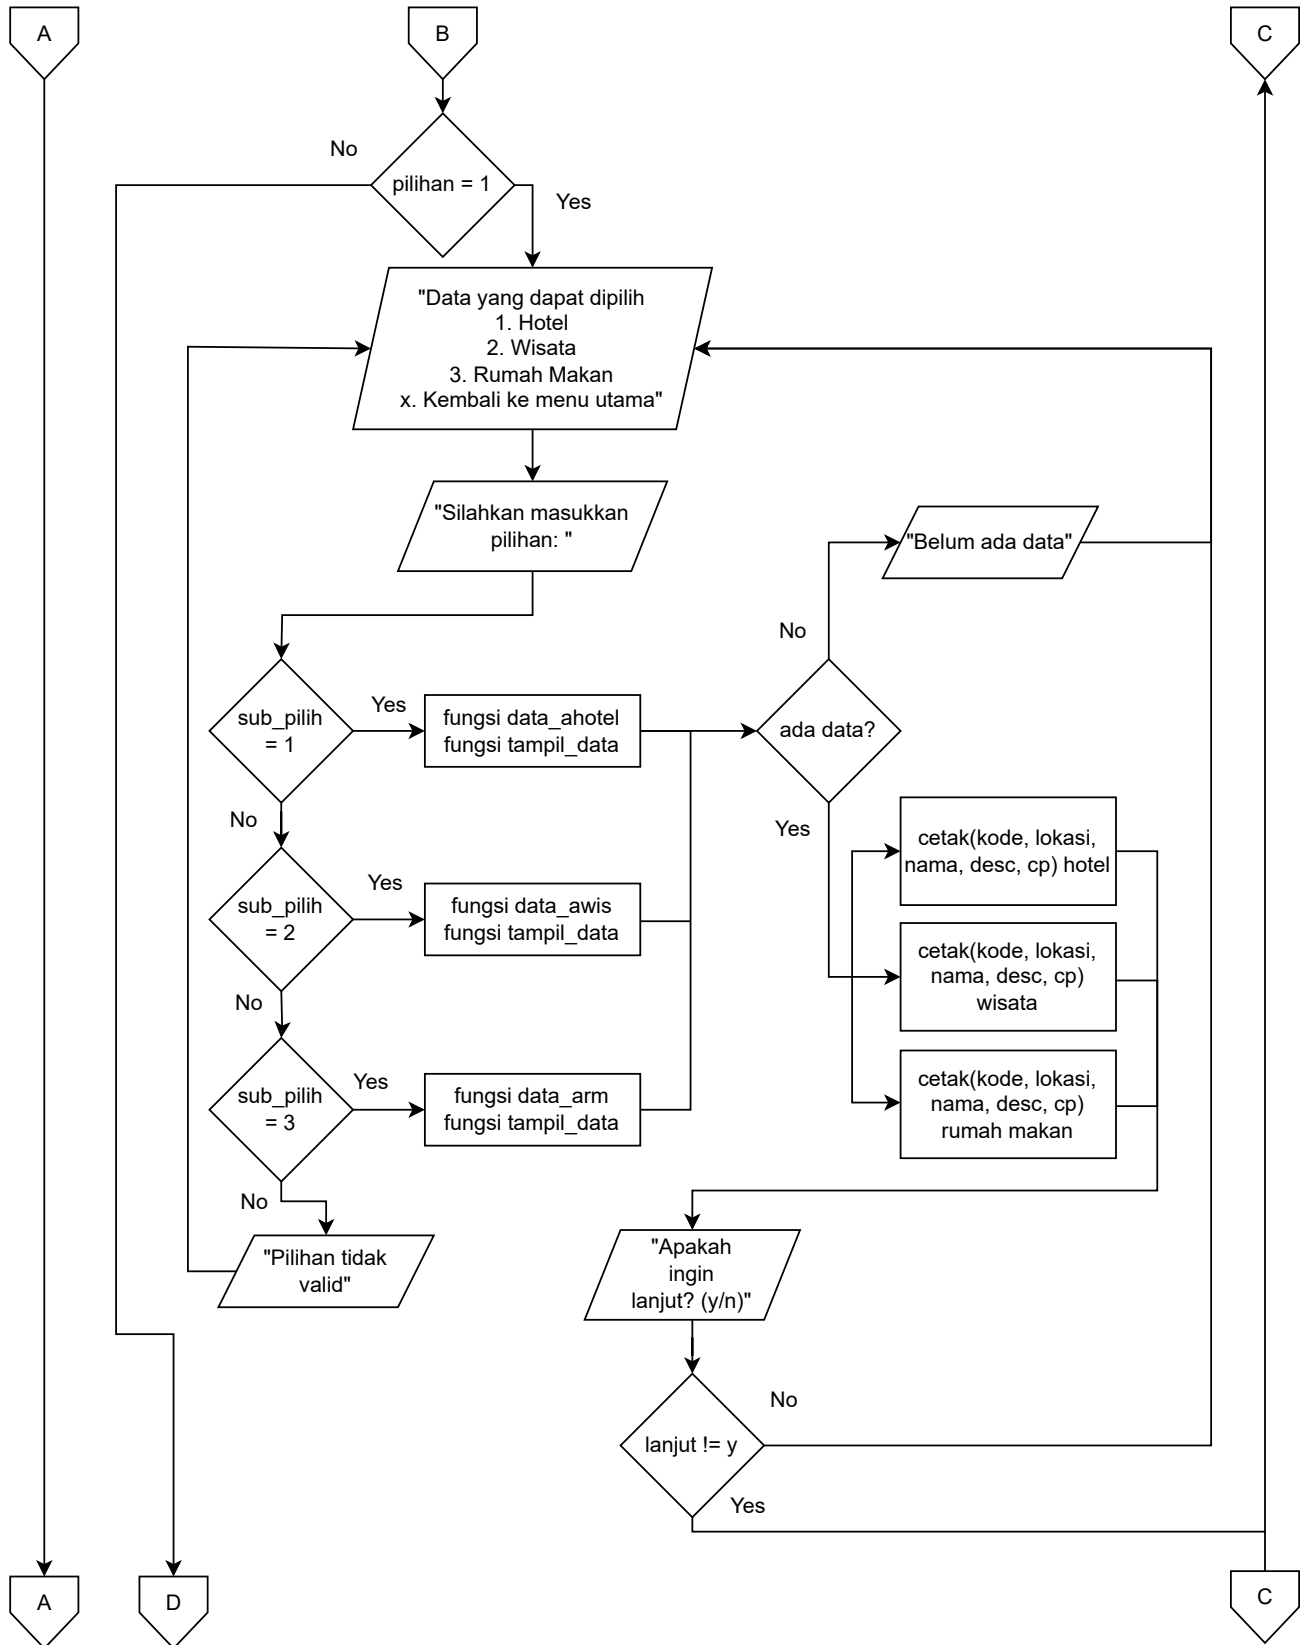 A
B
C
No
pilihan = 1
Yes
"Data yang dapat dipilih
1. Hotel
2. Wisata
3. Rumah Makan
x. Kembali ke menu utama"
"Silahkan masukkan
pilihan: "
"Belum ada data"
No
sub_pilih
= 1
Yes
fungsi data_ahotel
fungsi tampil_data
ada data?
No
Yes
cetak(kode, lokasi,
nama, desc, cp) hotel
sub_pilih
= 2
Yes
fungsi data_awis
fungsi tampil_data
cetak(kode, lokasi,
nama, desc, cp)
wisata
No
sub_pilih
= 3
Yes
fungsi data_arm
fungsi tampil_data
cetak(kode, lokasi,
nama, desc, cp)
rumah makan
No
"Pilihan tidak
valid"
"Apakah
ingin
lanjut? (y/n)"
No
lanjut != y
Yes
A
D
C